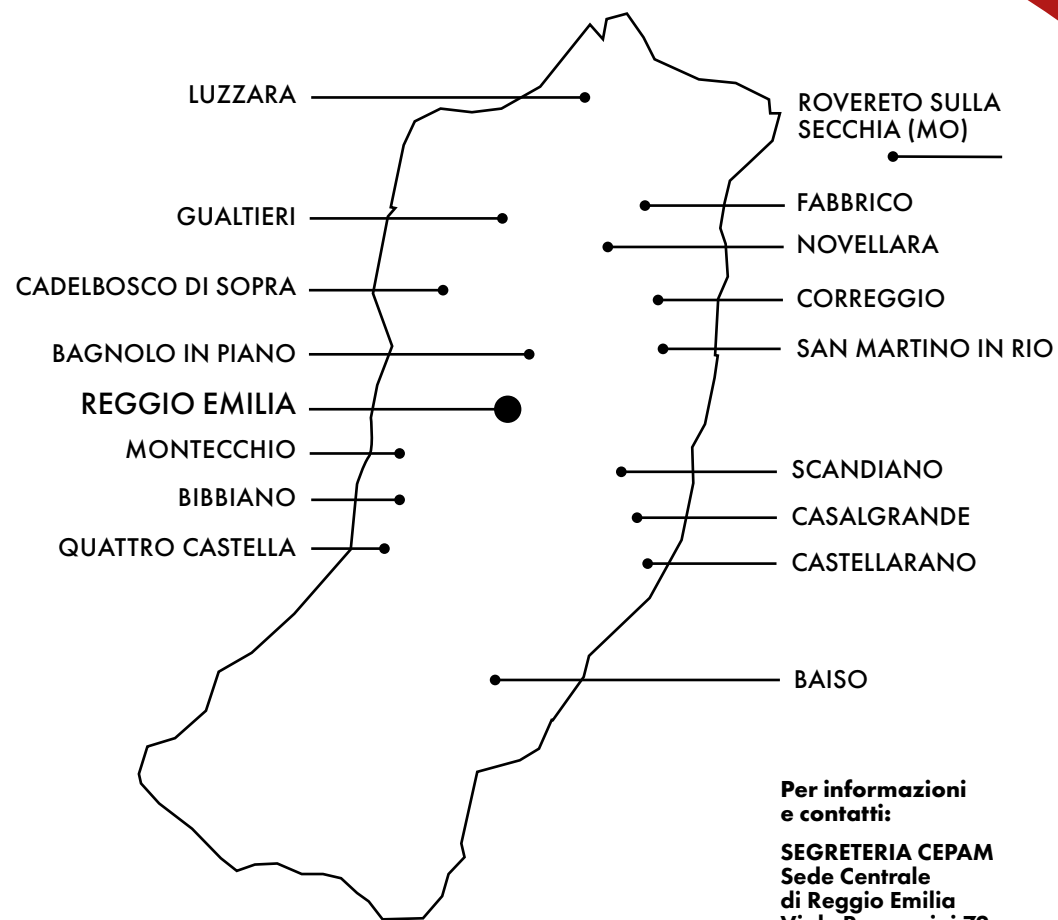 LUZZARA
GUALTIERI
CADELBOSCO DI SOPRA
BAGNOLO IN PIANO
REGGIO EMILIA
MONTECCHIO
BIBBIANO
QUATTRO CASTELLA
ROVERETO SULLA
SECCHIA (MO)
FABBRICO
NOVELLARA
CORREGGIO
SAN MARTINO IN RIO
SCANDIANO
CASALGRANDE
CASTELLARANO
BAISO
Per informazioni
e contatti:
SEGRETERIA CEPAM
Sede Centrale
di Reggio Emilia